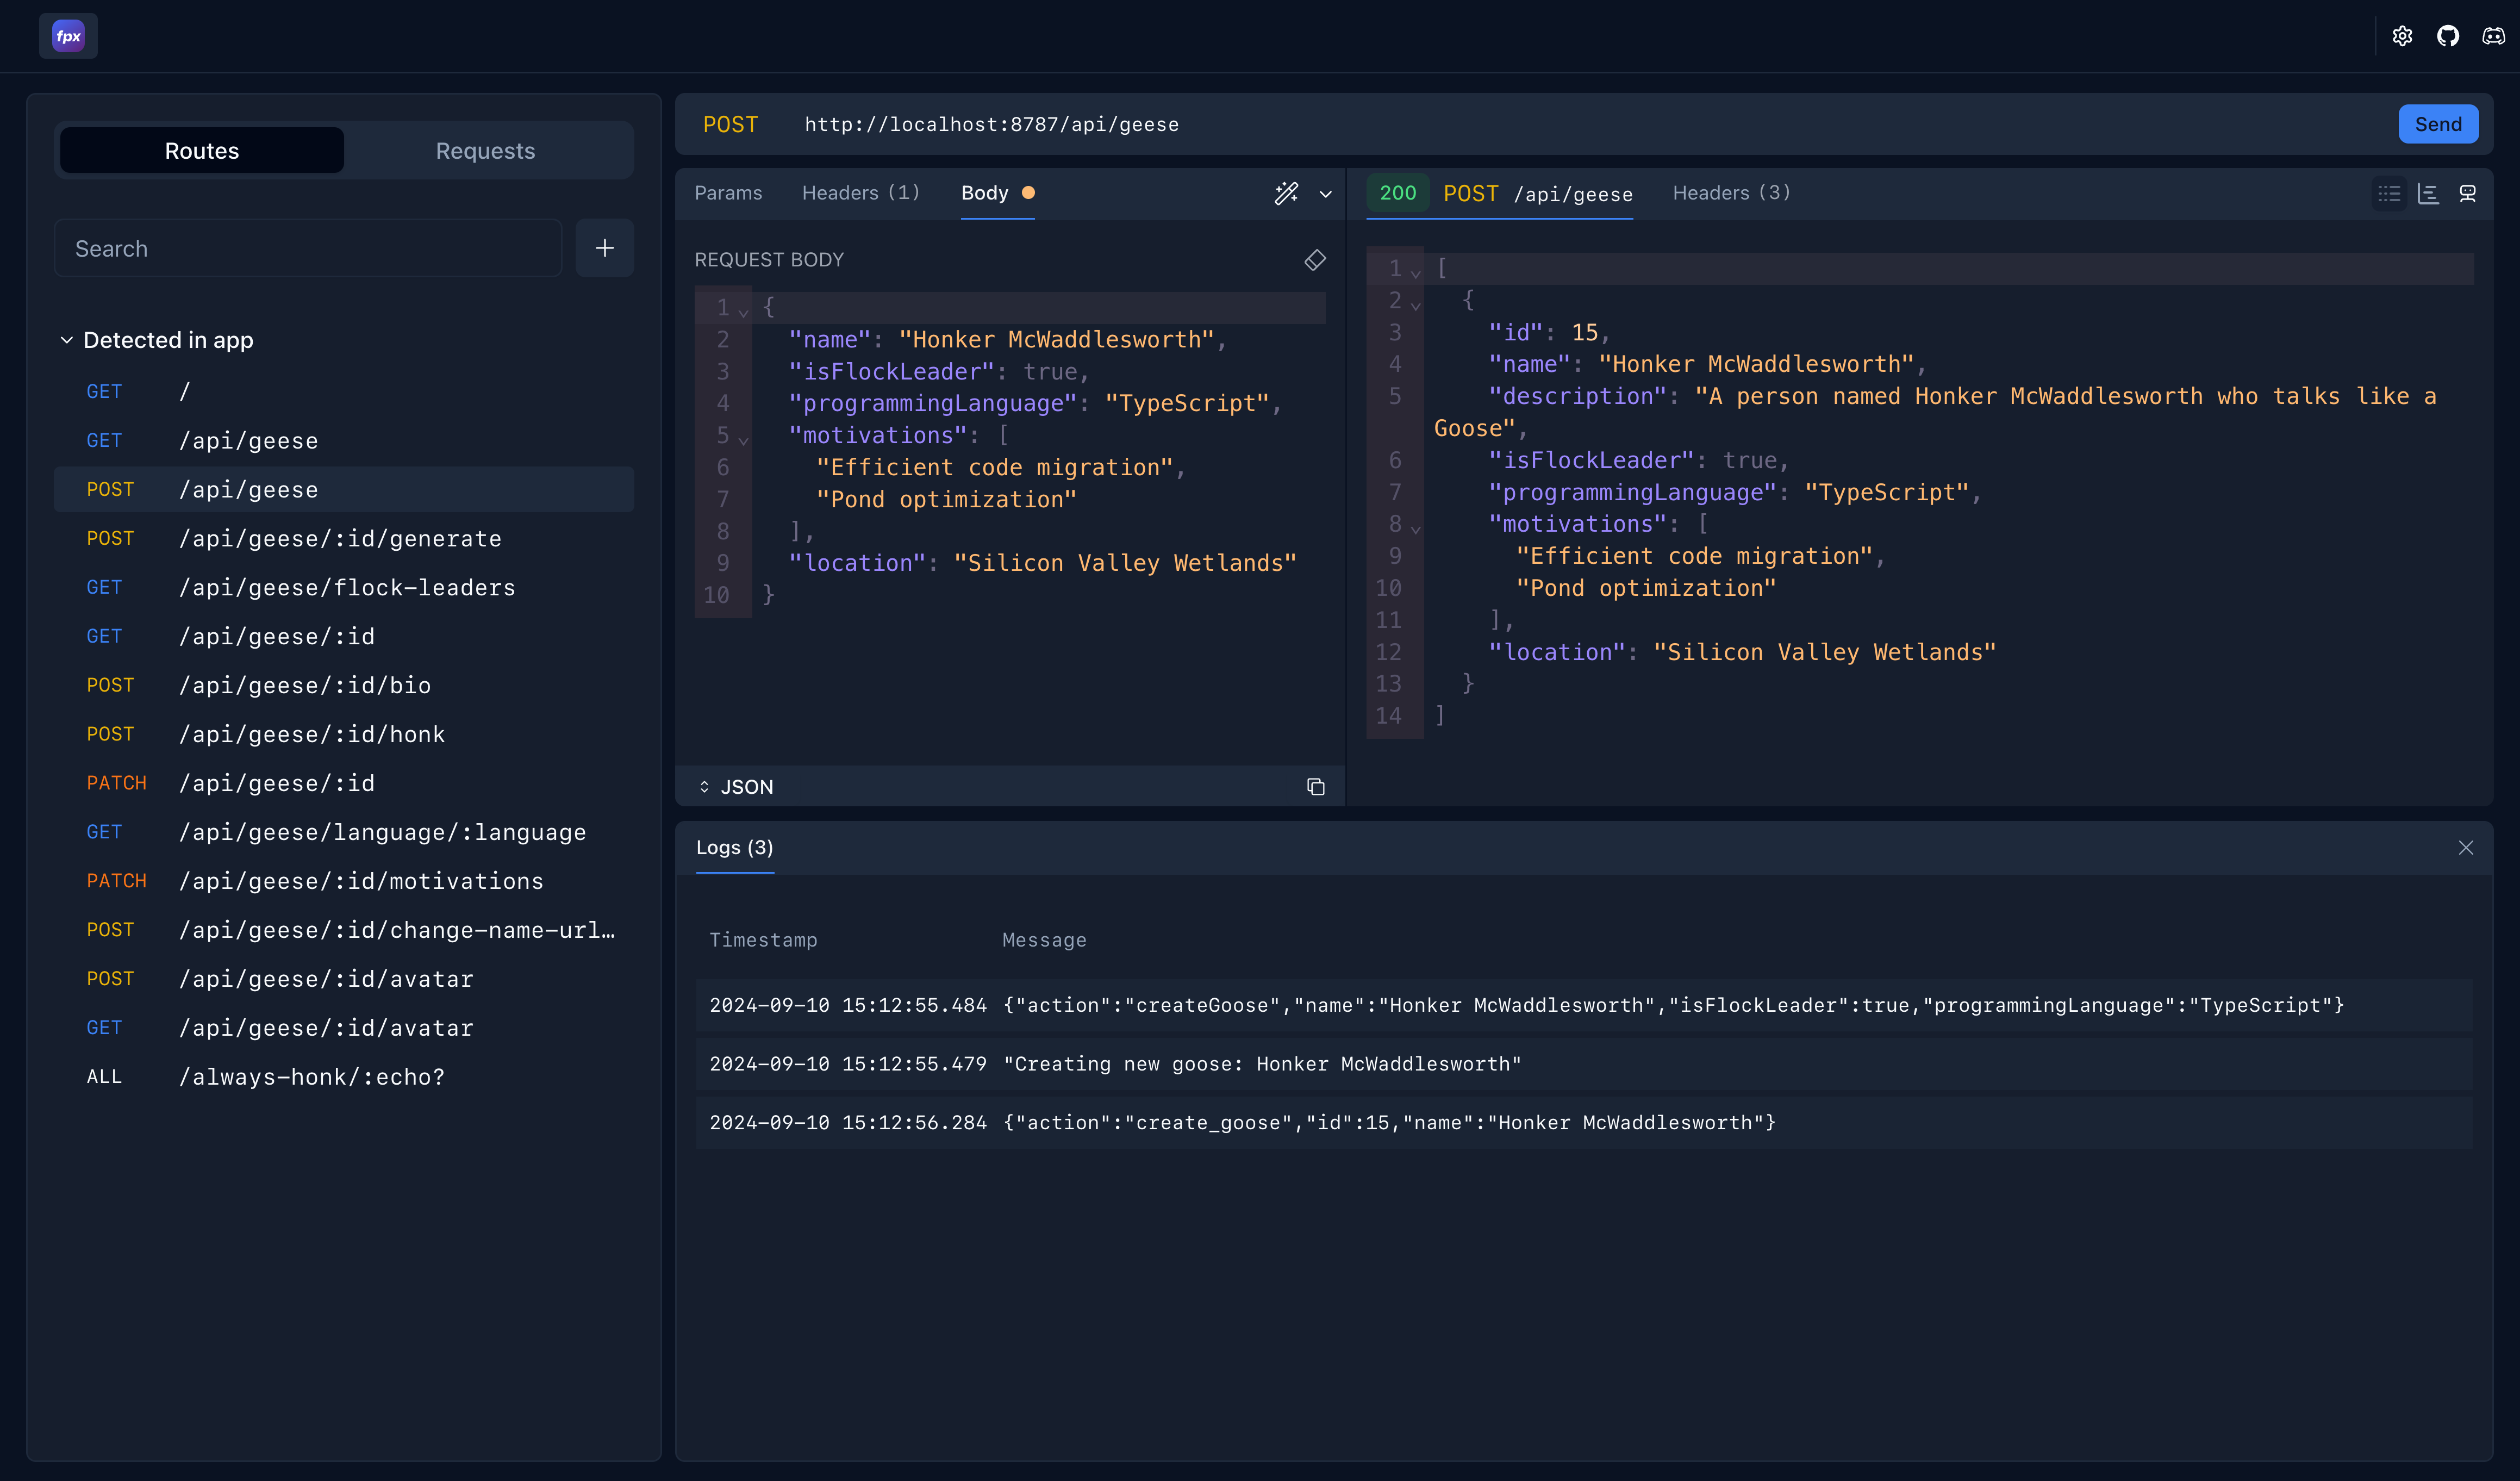 fpx
Routes
Requests
Search
Detected in app
GET /
GET /api/geese
POST /api/geese
POST /api/geese/:id/generate
GET /api/geese/flock-leaders
GET /api/geese/:id
POST /api/geese/:id/bio
POST /api/geese/:id/honk
PATCH /api/geese/:id
GET /api/geese/language/:language
PATCH /api/geese/:id/motivations
POST /api/geese/:id/change-name-url…
POST /api/geese/:id/avatar
GET /api/geese/:id/avatar
ALL /always-honk/:echo?
POST http://localhost:8787/api/geese
Send
Params Headers (1) Body
REQUEST BODY
1 {
2 "name": "Honker McWaddlesworth",
3 "isFlockLeader": true,
4 "programmingLanguage": "TypeScript",
5 "motivations": [
6 "Efficient code migration",
7 "Pond optimization"
8 ],
9 "location": "Silicon Valley Wetlands"
10 }
JSON
200 POST /api/geese Headers (3)
1 [
2 {
3 "id": 15,
4 "name": "Honker McWaddlesworth",
5 "description": "A person named Honker McWaddlesworth who talks like a
Goose",
6 "isFlockLeader": true,
7 "programmingLanguage": "TypeScript",
8 "motivations": [
9 "Efficient code migration",
10 "Pond optimization"
11 ],
12 "location": "Silicon Valley Wetlands"
13 }
14 ]
Logs (3)
Timestamp Message
2024-09-10 15:12:55.484 {"action":"createGoose","name":"Honker McWaddlesworth","isFlockLeader":true,"programmingLanguage":"TypeScript"}
2024-09-10 15:12:55.479 "Creating new goose: Honker McWaddlesworth"
2024-09-10 15:12:56.284 {"action":"create_goose","id":15,"name":"Honker McWaddlesworth"}